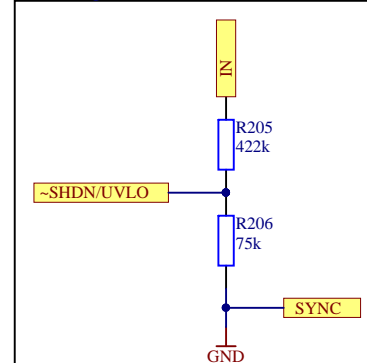 IN
R205
422k
~SHDN/UVLO
R206
75k
SYNC
GND